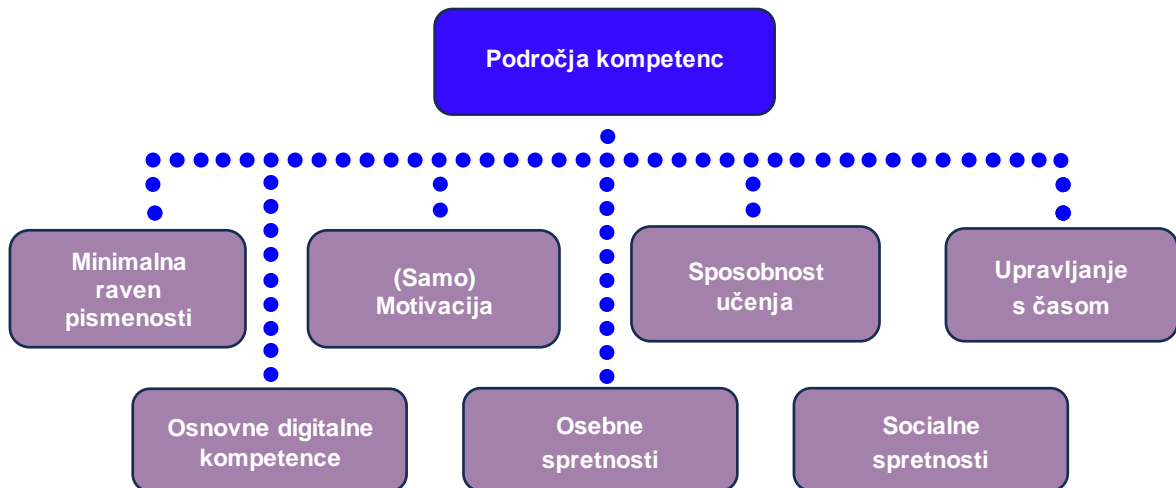 Področja kompetenc
Minimalna
raven
pismenosti
(Samo)
Motivacija
Sposobnost
učenja
Upravljanje
s časom
Osnovne digitalne
kompetence
Osebne
spretnosti
Socialne
spretnosti